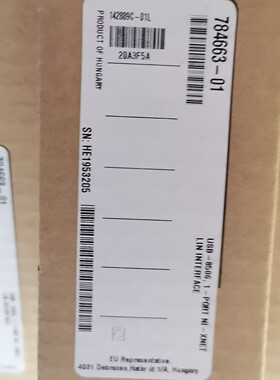 784663-01
142889C-01L
20A3F5A
PRODUCT OF HUNGARY
SN: HE1953205
USB-8506, 1-PORT NI-XNET
LIN INTERFACE
EU Representative:
4031 Debrecen, Határ út 1/A, Hungary